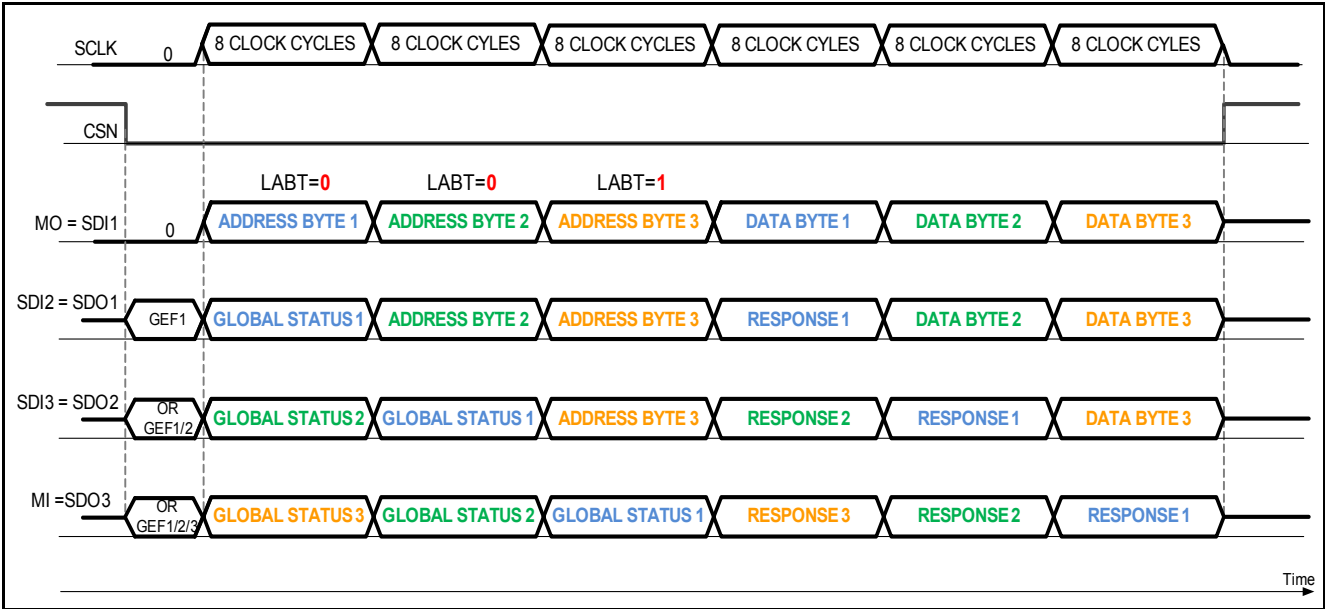 SCLK 0 8 CLOCK CYCLES 8 CLOCK CYLES 8 CLOCK CYCLES 8 CLOCK CYLES 8 CLOCK CYCLES 8 CLOCK CYLES
CSN
LABT=0 LABT=0 LABT=1
MO = SDI1 0 ADDRESS BYTE 1 ADDRESS BYTE 2 ADDRESS BYTE 3 DATA BYTE 1 DATA BYTE 2 DATA BYTE 3
SDI2 = SDO1 GEF1 GLOBAL STATUS 1 ADDRESS BYTE 2 ADDRESS BYTE 3 RESPONSE 1 DATA BYTE 2 DATA BYTE 3
SDI3 = SDO2 OR GEF1/2 GLOBAL STATUS 2 GLOBAL STATUS 1 ADDRESS BYTE 3 RESPONSE 2 RESPONSE 1 DATA BYTE 3
MI =SDO3 OR GEF1/2/3 GLOBAL STATUS 3 GLOBAL STATUS 2 GLOBAL STATUS 1 RESPONSE 3 RESPONSE 2 RESPONSE 1
Time